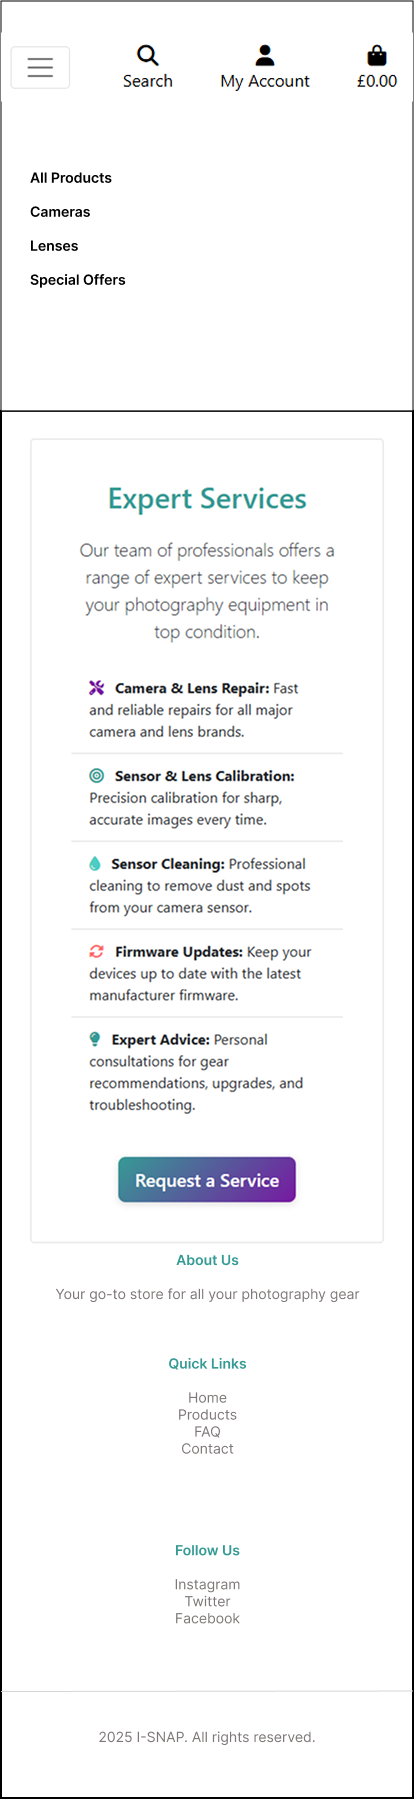 Search
My Account
£0.00
All Products
Cameras
Lenses
Special Offers
Expert Services
Our team of professionals offers a
range of expert services to keep
your photography equipment in
top condition.
Camera & Lens Repair: Fast
and reliable repairs for all major
camera and lens brands.
Sensor & Lens Calibration:
Precision calibration for sharp,
accurate images every time.
Sensor Cleaning: Professional
cleaning to remove dust and spots
from your camera sensor.
Firmware Updates: Keep your
devices up to date with the latest
manufacturer firmware.
Expert Advice: Personal
consultations for gear
recommendations, upgrades, and
troubleshooting.
Request a Service
About Us
Your go-to store for all your photography gear
Quick Links
Home
Products
FAQ
Contact
Follow Us
Instagram
Twitter
Facebook
2025 I-SNAP. All rights reserved.